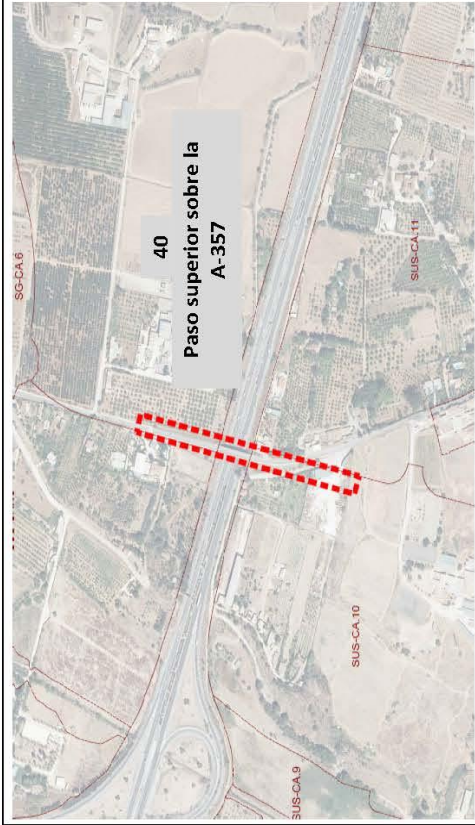 SG-CA.6
40
Paso superior sobre la
A-357
SUS-CA.11
SUS-CA.10
SUS-CA.9